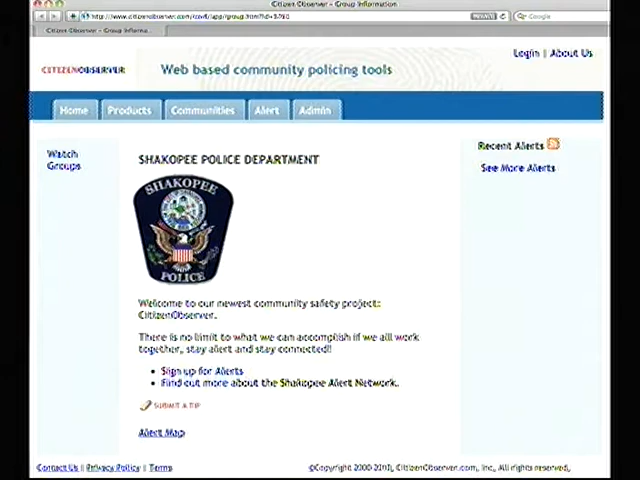 Citizen Observer – Group Information
Google
Citizen Observer – Group Informa...
Login | About Us
CITIZENOBSERVER
Web based community policing tools
Home
Products
Communities
Alert
Admin
Watch
Groups
SHAKOPEE POLICE DEPARTMENT
Recent Alerts
See More Alerts
SHAKOPEE
POLICE
Welcome to our newest community safety project:
CitizenObserver.
There is no limit to what we can accomplish if we all work
together, stay alert and stay connected!
• Sign up for Alerts
• Find out more about the Shakopee Alert Network.
SUBMIT A TIP
Alert Map
Contact Us | Privacy Policy | Terms
©Copyright 2000-2010, CitizenObserver.com, Inc, All rights reserved,